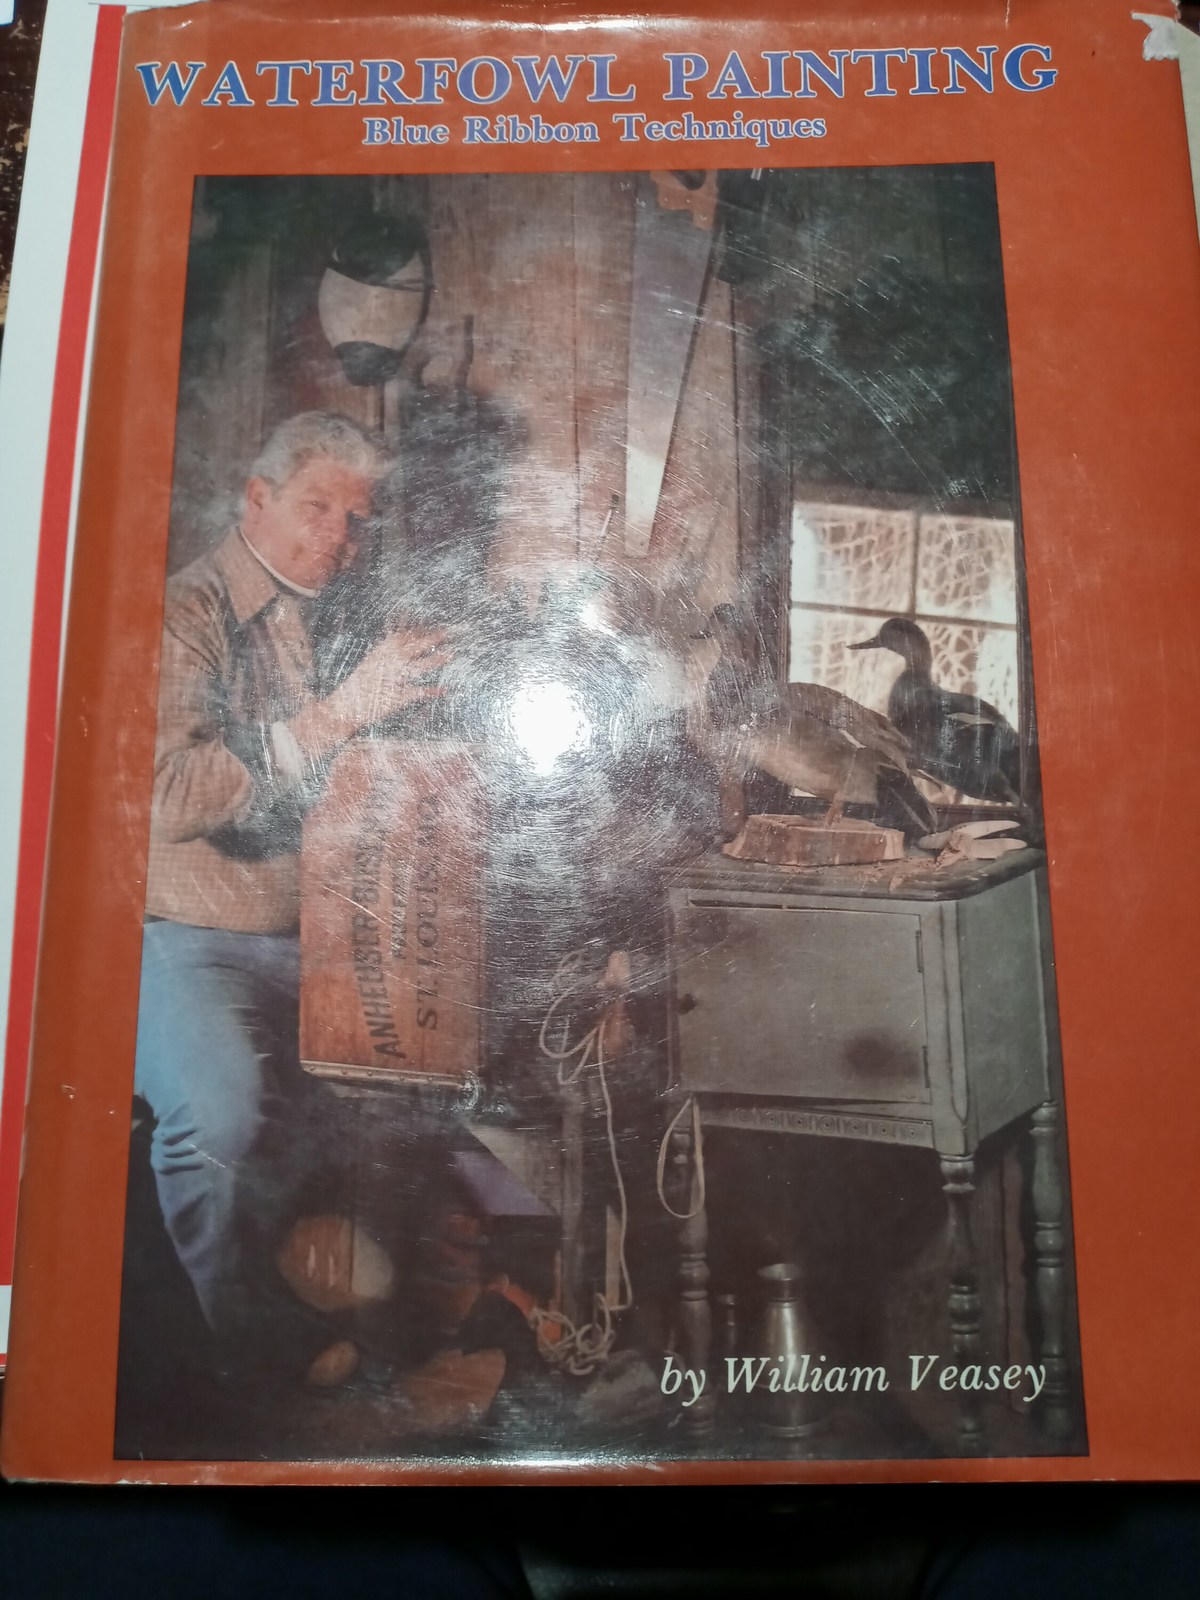 WATERFOWL PAINTING
Blue Ribbon Techniques
ANHEUSER BUSCH
ST. LOUIS, MO.
by William Veasey